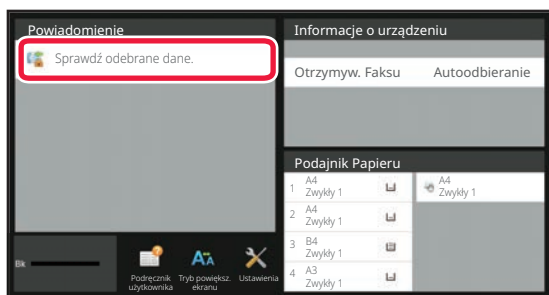 Powiadomienie
Sprawdź odebrane dane.
Informacje o urządzeniu
Otrzymyw. Faksu Autoodbieranie
Podajnik Papieru
1 A4
Zwykły 1
2 A4
Zwykły 1
3 B4
Zwykły 1
4 A3
Zwykły 1
A4
Zwykły 1
Bk
Podręcznik
użytkownika
Tryb powiększ.
ekranu
Ustawienia